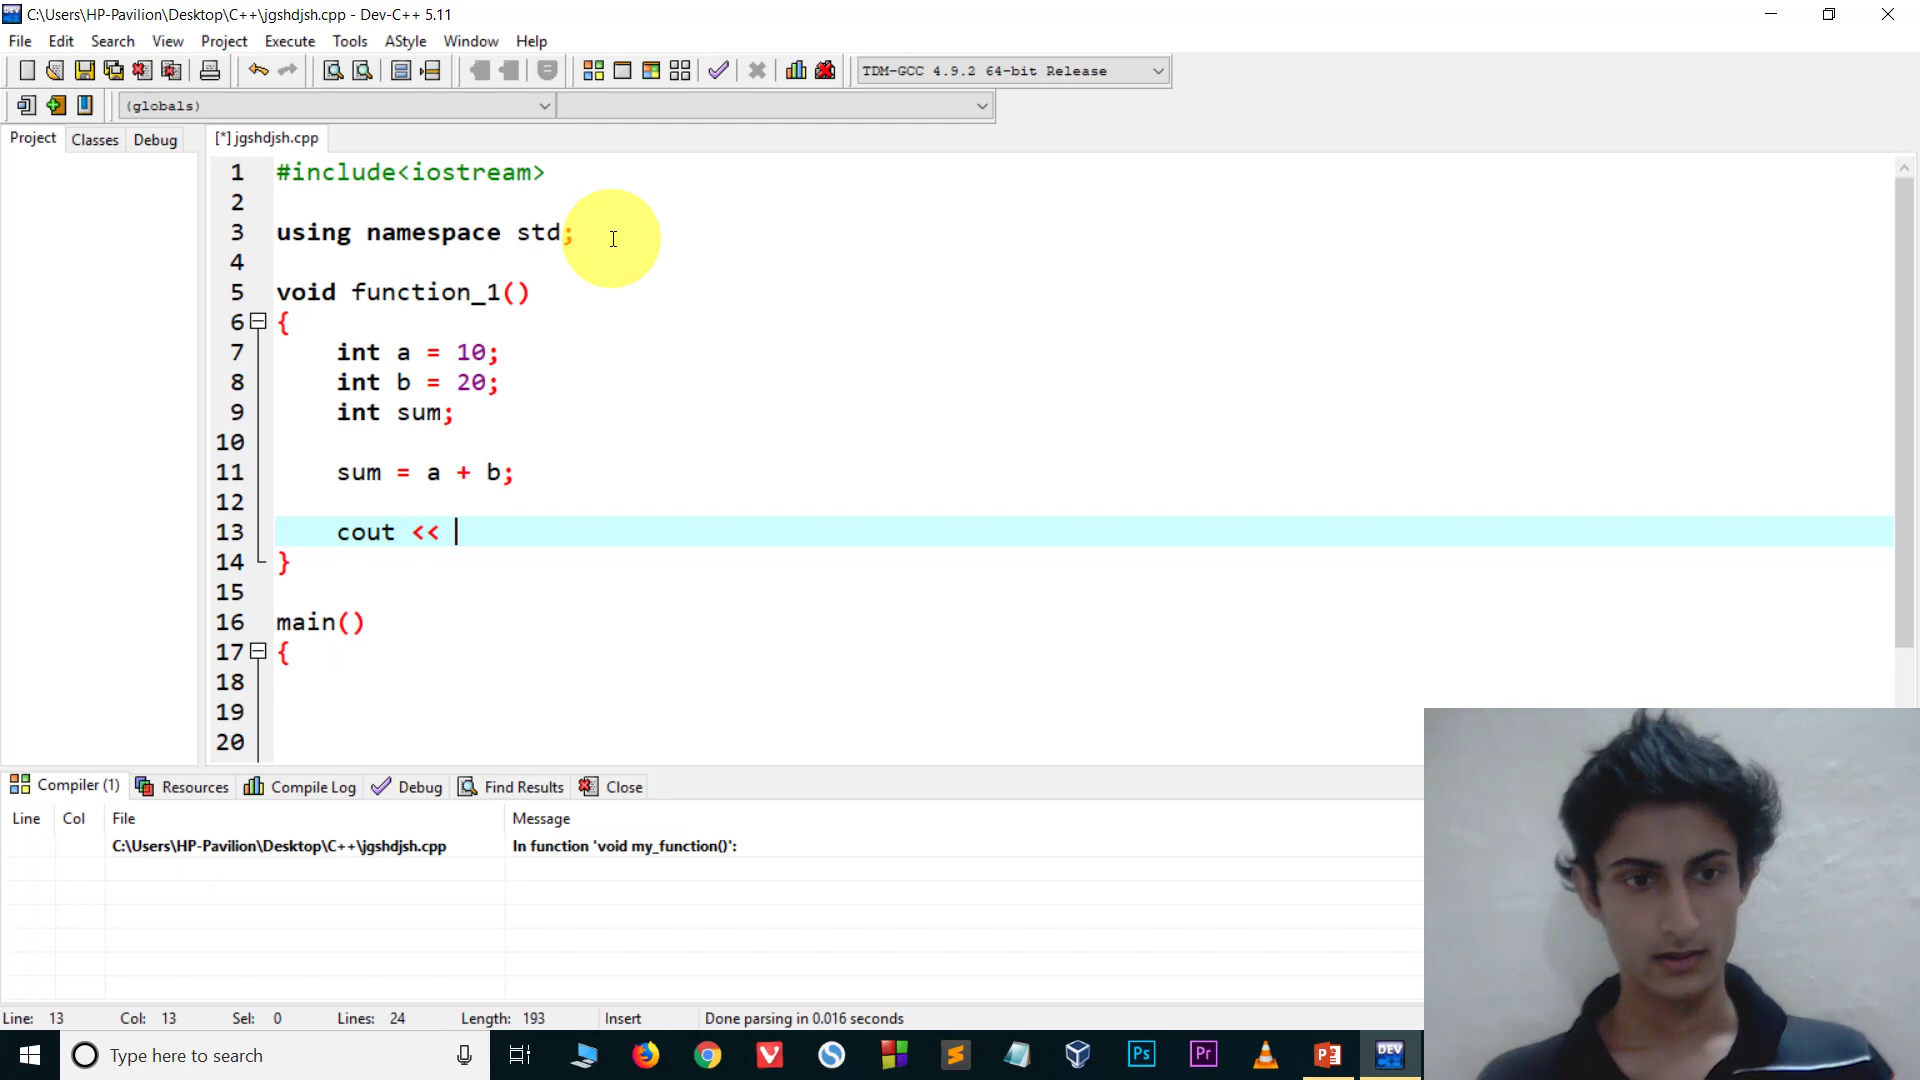 C:\Users\HP-Pavilion\Desktop\C++\jgshdjsh.cpp - Dev-C++ 5.11
File Edit Search View Project Execute Tools AStyle Window Help
TDM-GCC 4.9.2 64-bit Release
(globals)
Project Classes Debug [*] jgshdjsh.cpp
1 #include<iostream>
2
3 using namespace std;
4
5 void function_1()
6 {
7 int a = 10;
8 int b = 20;
9 int sum;
10
11 sum = a + b;
12
13 cout <<
14 }
15
16 main()
17 {
18
19
20
Compiler (1) Resources Compile Log Debug Find Results Close
Line Col File Message
C:\Users\HP-Pavilion\Desktop\C++\jgshdjsh.cpp In function 'void my_function()':
Line: 13 Col: 13 Sel: 0 Lines: 24 Length: 193 Insert Done parsing in 0.016 seconds
Type here to search Ps Pr P DEV C++